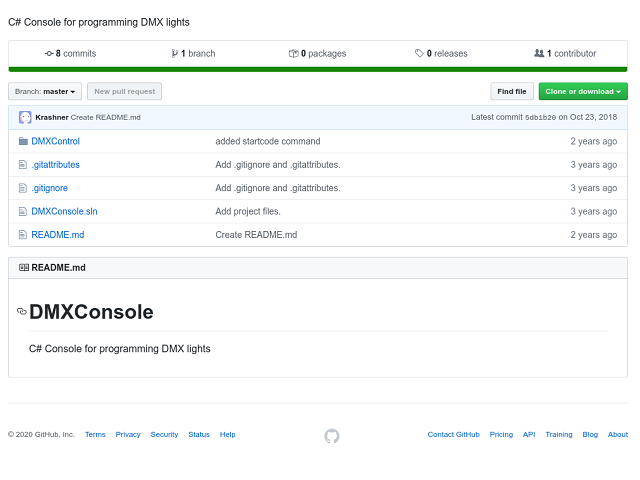 C# Console for programming DMX lights
8 commits 1 branch 0 packages 0 releases 1 contributor
Branch: master New pull request Find file Clone or download
Krashner Create README.md Latest commit 5db1b20 on Oct 23, 2018
DMXControl added startcode command 2 years ago
.gitattributes Add .gitignore and .gitattributes. 3 years ago
.gitignore Add .gitignore and .gitattributes. 3 years ago
DMXConsole.sln Add project files. 3 years ago
README.md Create README.md 2 years ago
README.md
DMXConsole
C# Console for programming DMX lights
© 2020 GitHub, Inc. Terms Privacy Security Status Help Contact GitHub Pricing API Training Blog About